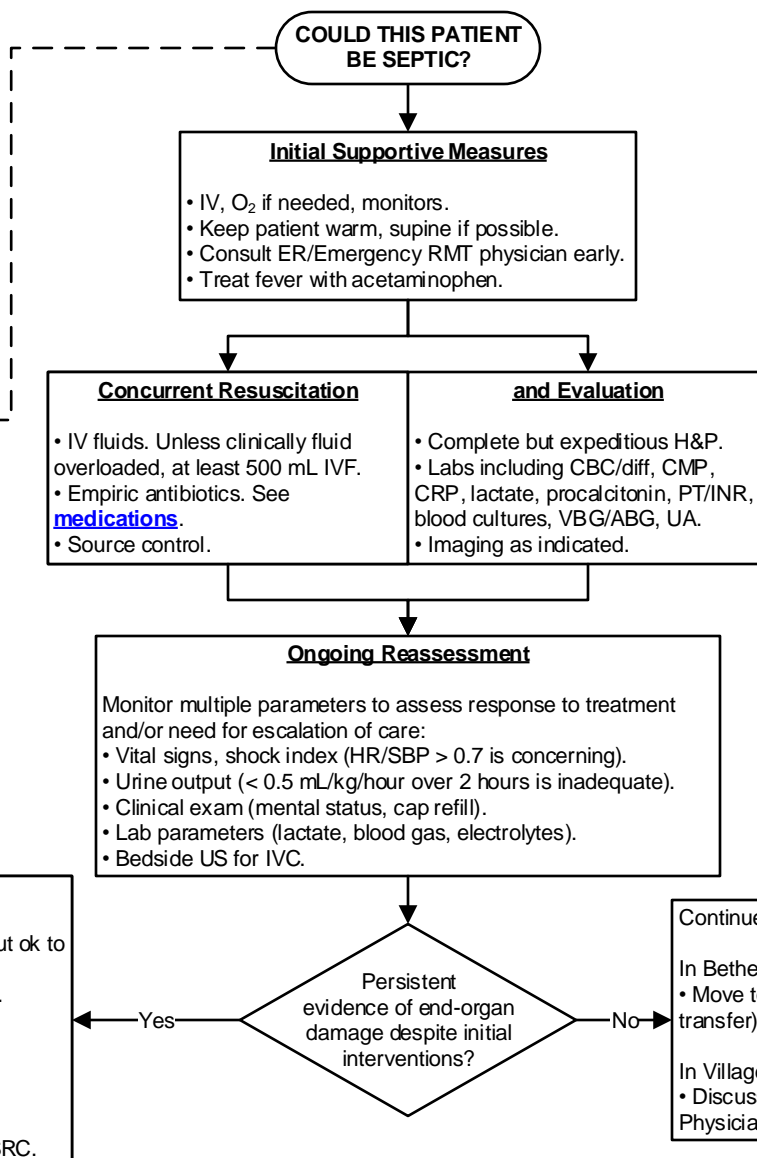 COULD THIS PATIENT
BE SEPTIC?
Initial Supportive Measures
• IV, O₂ if needed, monitors.
• Keep patient warm, supine if possible.
• Consult ER/Emergency RMT physician early.
• Treat fever with acetaminophen.
Concurrent Resuscitation
• IV fluids. Unless clinically fluid
overloaded, at least 500 mL IVF.
• Empiric antibiotics. See
medications.
• Source control.
and Evaluation
• Complete but expeditious H&P.
• Labs including CBC/diff, CMP,
CRP, lactate, procalcitonin, PT/INR,
blood cultures, VBG/ABG, UA.
• Imaging as indicated.
Ongoing Reassessment
Monitor multiple parameters to assess response to treatment
and/or need for escalation of care:
• Vital signs, shock index (HR/SBP > 0.7 is concerning).
• Urine output (< 0.5 mL/kg/hour over 2 hours is inadequate).
• Clinical exam (mental status, cap refill).
• Lab parameters (lactate, blood gas, electrolytes).
• Bedside US for IVC.
Persistent
evidence of end-organ
damage despite initial
interventions?
Yes
No
ok to
Continue
In
• Move
transfer)
In Village